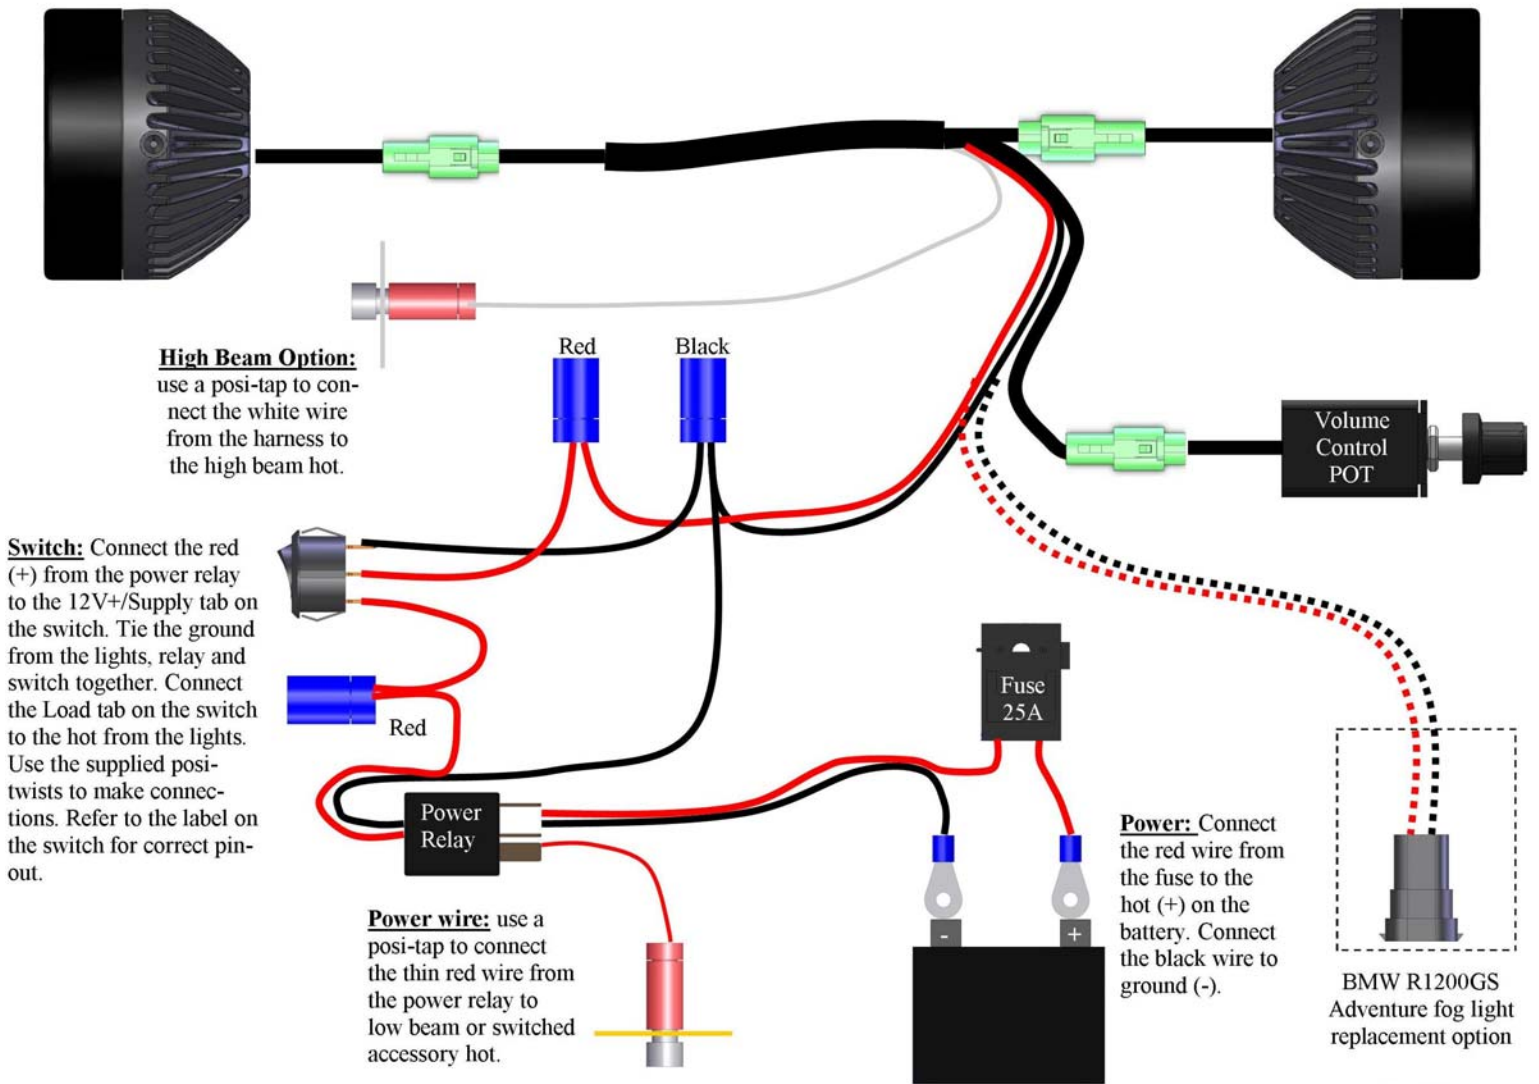 Red
Black
High Beam Option:
use a posi-tap to con-
nect the white wire
from the harness to
the high beam hot.
Volume
Control
POT
Switch: Connect the red
(+) from the power relay
to the 12V+/Supply tab on
the switch. Tie the ground
from the lights, relay and
switch together. Connect
the Load tab on the switch
to the hot from the lights.
Use the supplied posi-
twists to make connec-
tions. Refer to the label on
the switch for correct pin-
out.
Red
Fuse
25A
Power
Relay
Power wire: use a
posi-tap to connect
the thin red wire from
the power relay to
low beam or switched
accessory hot.
-
+
Power: Connect
the red wire from
the fuse to the
hot (+) on the
battery. Connect
the black wire to
ground (-).
BMW R1200GS
Adventure fog light
replacement option